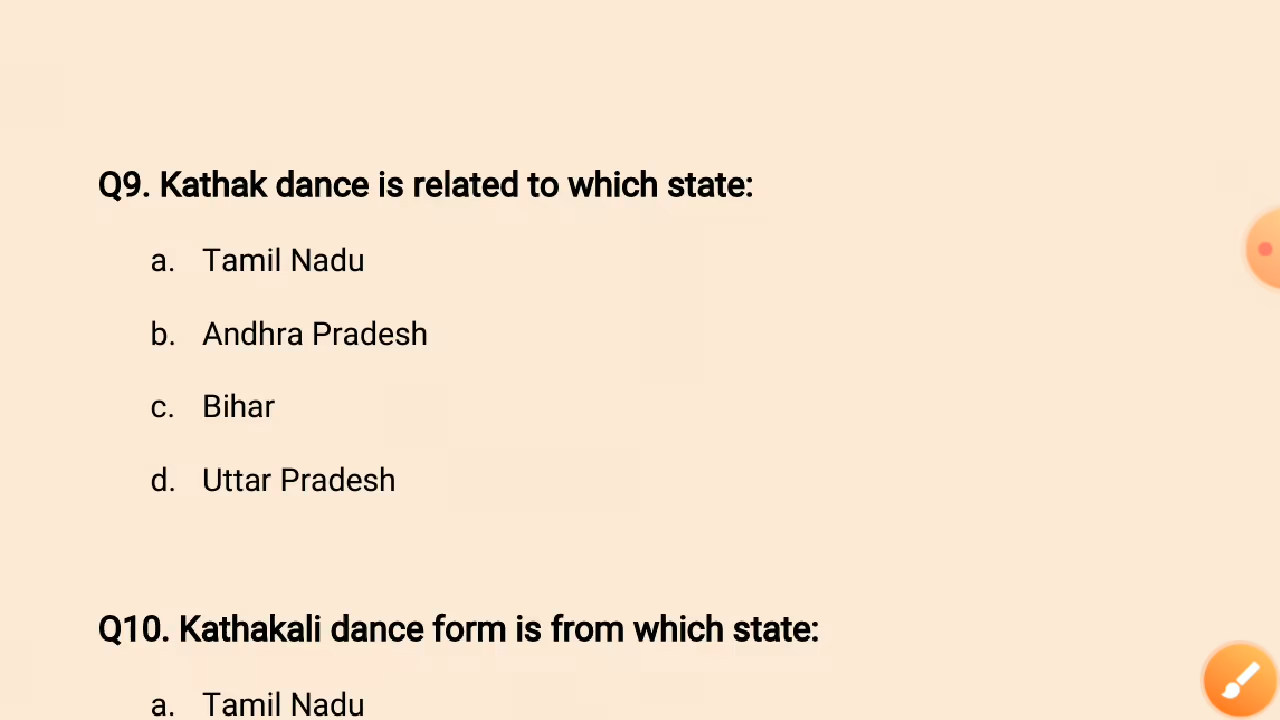 Q9. Kathak dance is related to which state:
a. Tamil Nadu
b. Andhra Pradesh
c. Bihar
d. Uttar Pradesh
Q10. Kathakali dance form is from which state:
a. Tamil Nadu